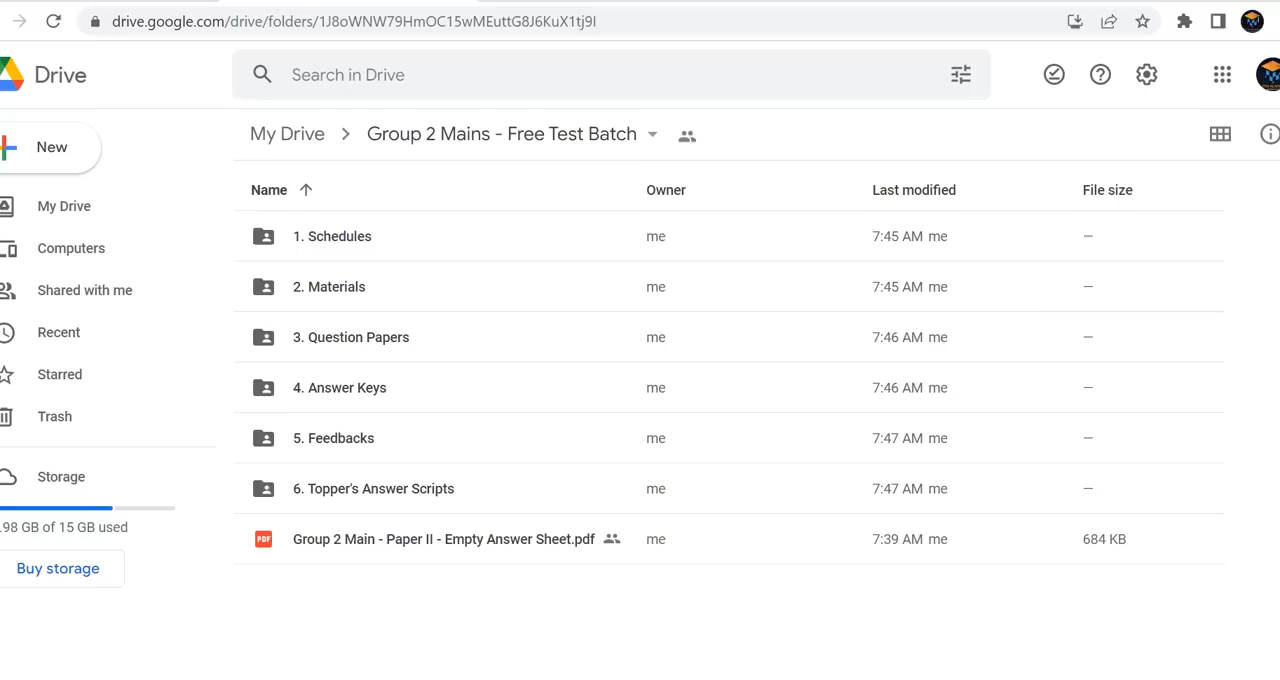 drive.google.com/drive/folders/1J8oWNW79HmOC15wMEuttG8J6KuX1tj9I
Drive
Search in Drive
New
My Drive > Group 2 Mains - Free Test Batch
Name Owner Last modified File size
My Drive
Computers
Shared with me
Recent
Starred
Trash
Storage
.98 GB of 15 GB used
Buy storage
1. Schedules me 7:45 AM me —
2. Materials me 7:45 AM me —
3. Question Papers me 7:46 AM me —
4. Answer Keys me 7:46 AM me —
5. Feedbacks me 7:47 AM me —
6. Topper's Answer Scripts me 7:47 AM me —
PDF Group 2 Main - Paper II - Empty Answer Sheet.pdf me 7:39 AM me 684 KB